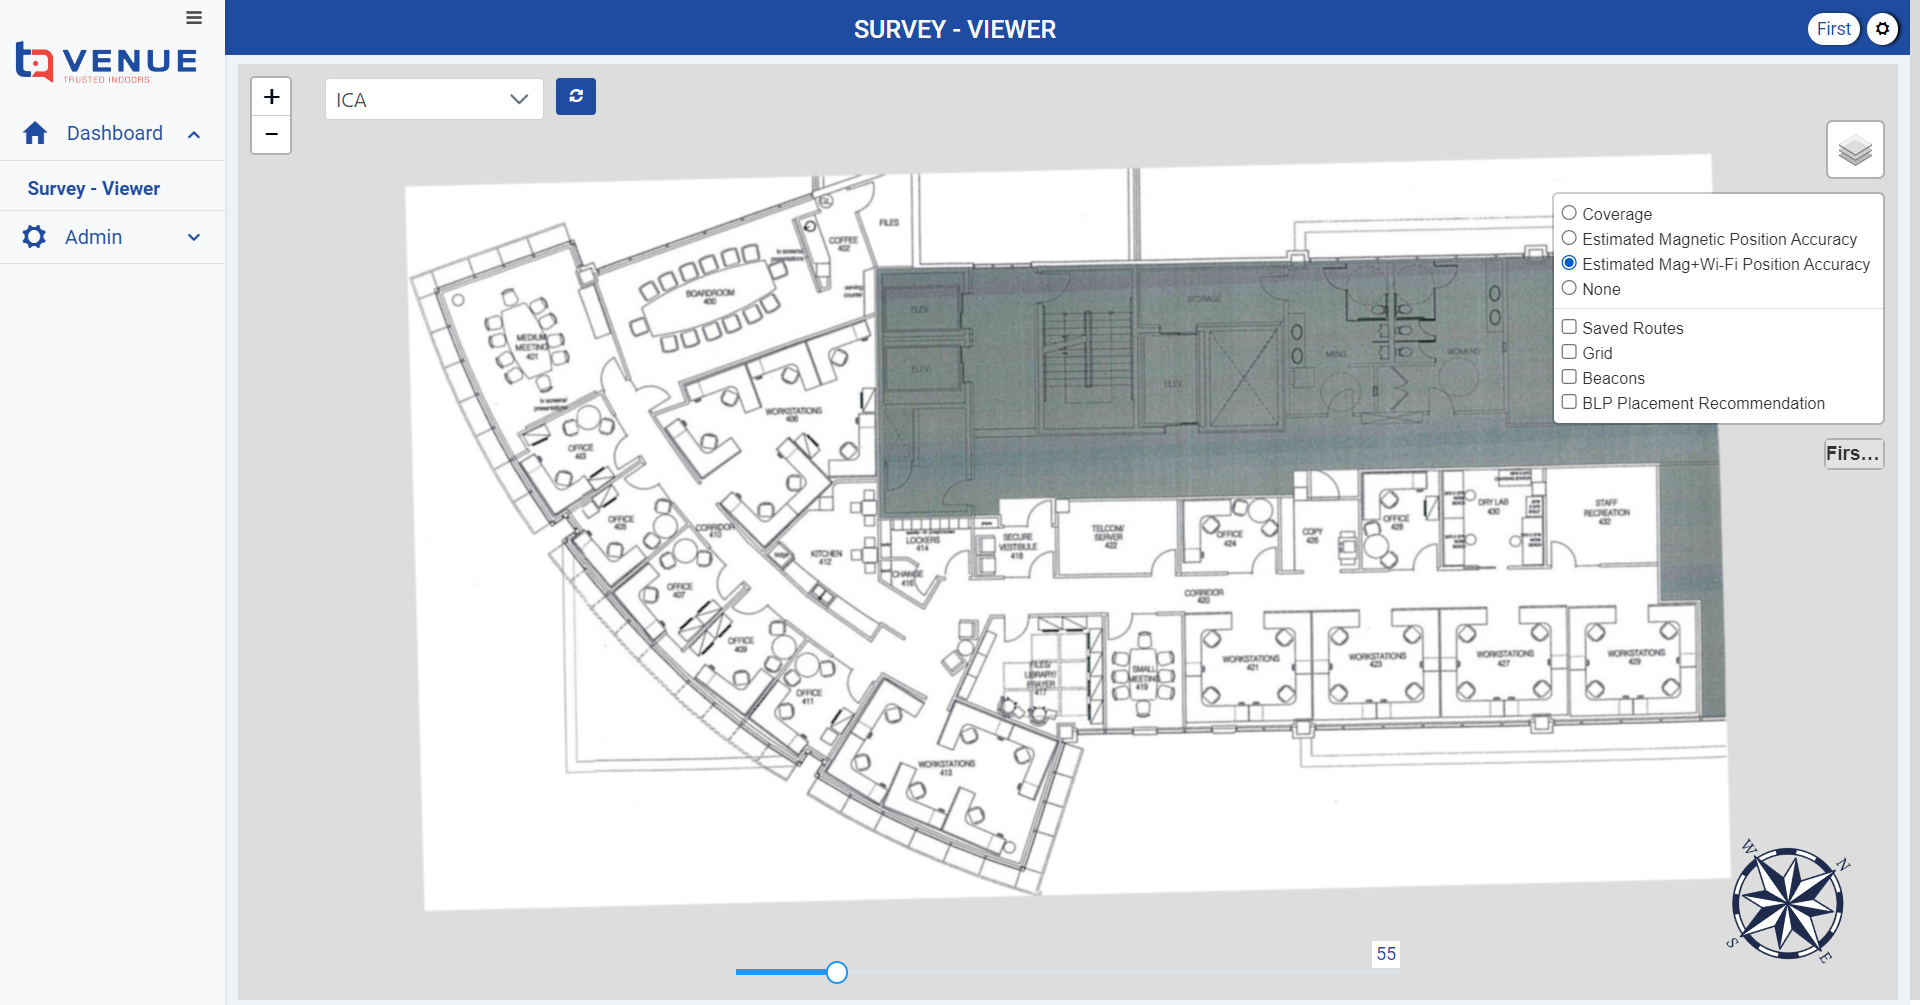 SURVEY - VIEWER
First
VENUE
TRUSTED INDOORS
Dashboard
Survey - Viewer
Admin
+
−
ICA
Coverage
Estimated Magnetic Position Accuracy
Estimated Mag+Wi-Fi Position Accuracy
None
Saved Routes
Grid
Beacons
BLP Placement Recommendation
Firs...
FILES
COFFEE
402
BOARDROOM
400
MEDIUM
MEETING
401
ELEV.
STORAGE
ELEV.
ELEV.
MENS
WOMENS
WORKSTATIONS
406
OFFICE
403
OFFICE
405
CORRIDOR
410
KITCHEN
412
LOCKERS
414
CHANGE
416
SECURE
VESTIBULE
418
TELCOM/
SERVER
422
OFFICE
424
COPY
426
OFFICE
428
DRY LAB
430
STAFF
RECREATION
432
OFFICE
407
CORRIDOR
420
OFFICE
409
OFFICE
411
FILES/
LIBRARY/
PRAYER
417
SMALL
MEETING
419
WORKSTATIONS
421
WORKSTATIONS
423
WORKSTATIONS
427
WORKSTATIONS
429
WORKSTATIONS
413
W
N
S
E
55